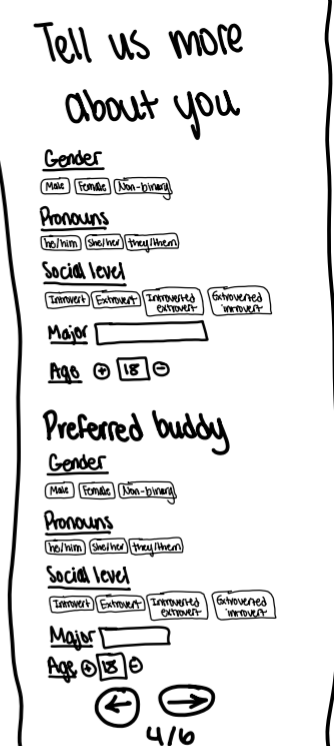 Tell us more
about you
Gender
Male Female Non-binary
Pronouns
he/him She/her they/them
Social level
Introvert Extrovert Introverted extrovert Extroverted introvert
Major
Age + 18 -
Preferred buddy
Gender
Male Female Non-binary
Pronouns
he/him She/her they/them
Social level
Introvert Extrovert Introverted extrovert Extroverted introvert
Major
Age + 18 -
← →
4/6